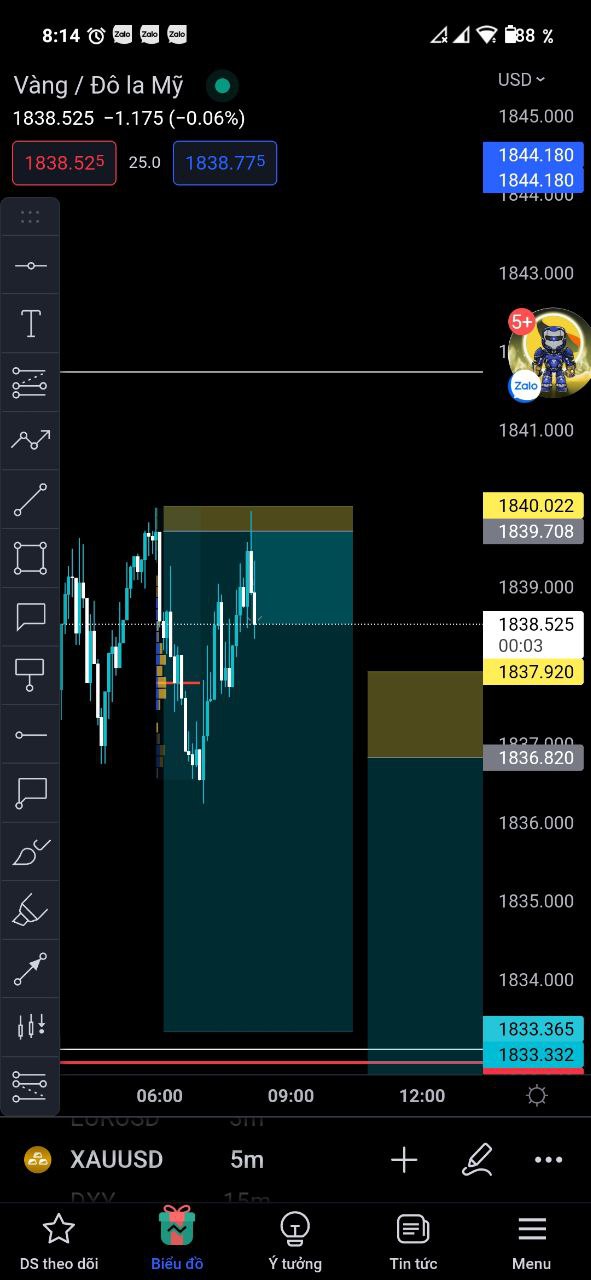 8:14 Zalo Zalo Zalo 88 %
Vàng / Đô la Mỹ
USD
1838.525 −1.175 (−0.06%)
1838.525 25.0 1838.775
1845.000
1844.180
1844.180
1844.000
1843.000
5+
Zalo
1841.000
1840.022
1839.708
1839.000
1838.525
00:03
1837.920
1837.000
1836.820
1836.000
1835.000
1834.000
1833.365
1833.332
06:00 09:00 12:00
EURUSD 3m
XAUUSD 5m
DXY 15m
DS theo dõi Biểu đồ Ý tưởng Tin tức Menu